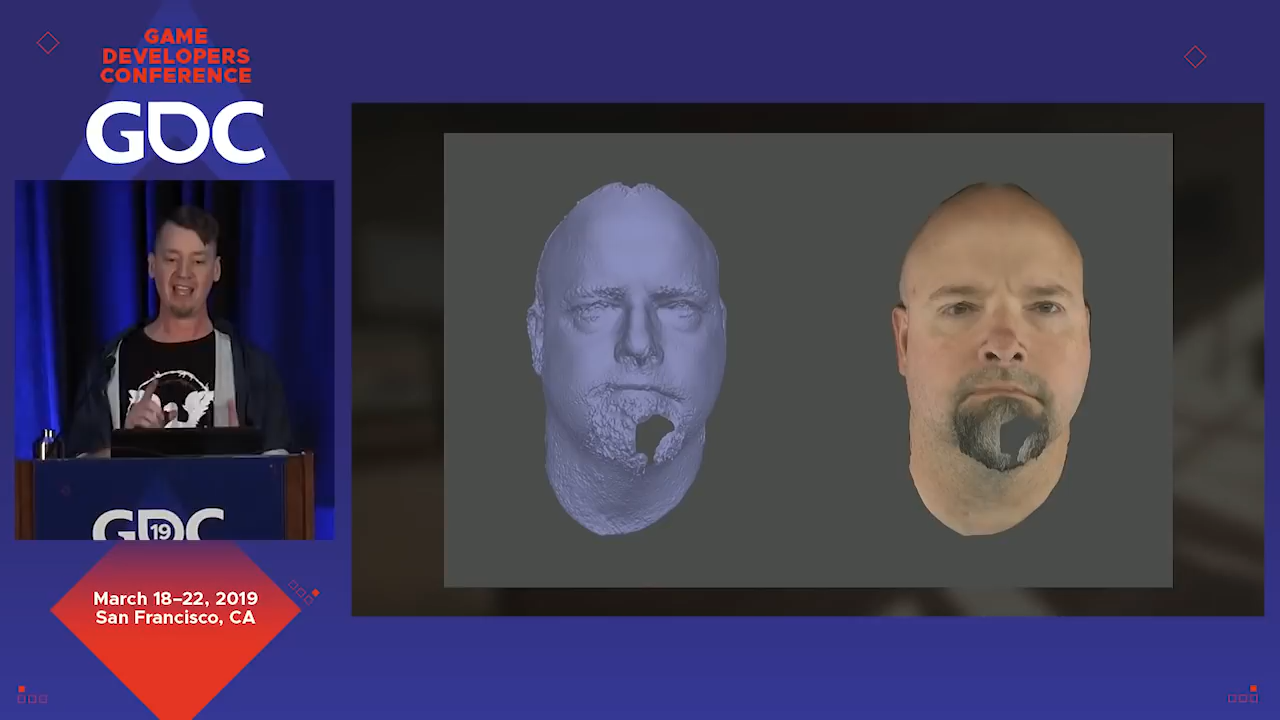 GAME
DEVELOPERS
CONFERENCE
GDC
GDC
19
March 18–22, 2019
San Francisco, CA